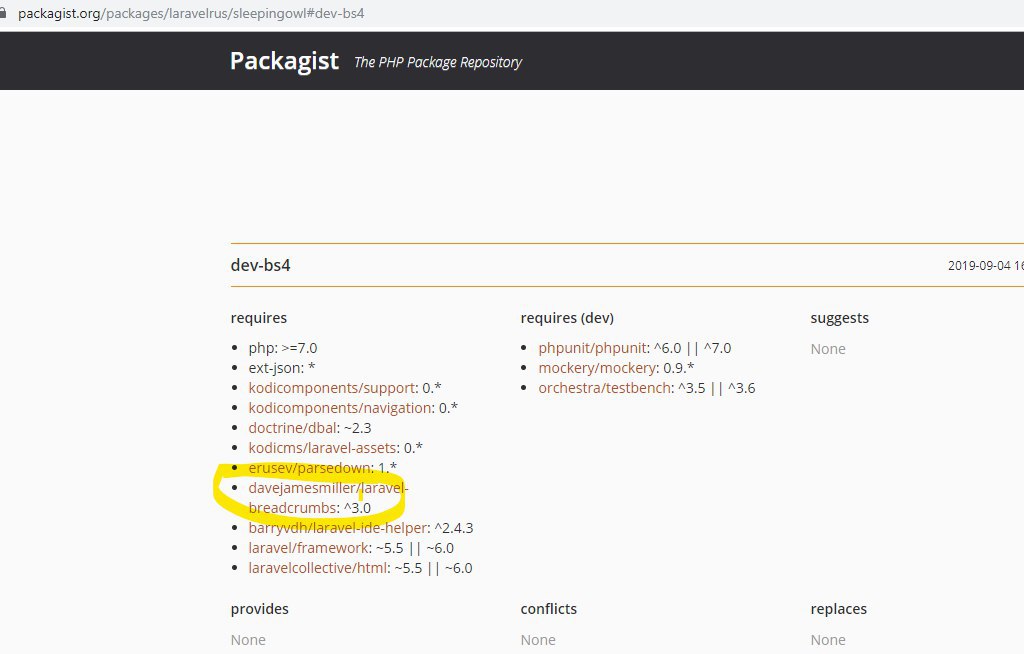 packagist.org/packages/laravelrus/sleepingowl#dev-bs4
Packagist The PHP Package Repository
dev-bs4 2019-09-04 16
requires
php: >=7.0
ext-json: *
kodicomponents/support: 0.*
kodicomponents/navigation: 0.*
doctrine/dbal: ~2.3
kodicms/laravel-assets: 0.*
erusev/parsedown: 1.*
davejamesmiller/laravel-
breadcrumbs: ^3.0
barryvdh/laravel-ide-helper: ^2.4.3
laravel/framework: ~5.5 || ~6.0
laravelcollective/html: ~5.5 || ~6.0
requires (dev)
phpunit/phpunit: ^6.0 || ^7.0
mockery/mockery: 0.9.*
orchestra/testbench: ^3.5 || ^3.6
suggests
None
provides
None
conflicts
None
replaces
None